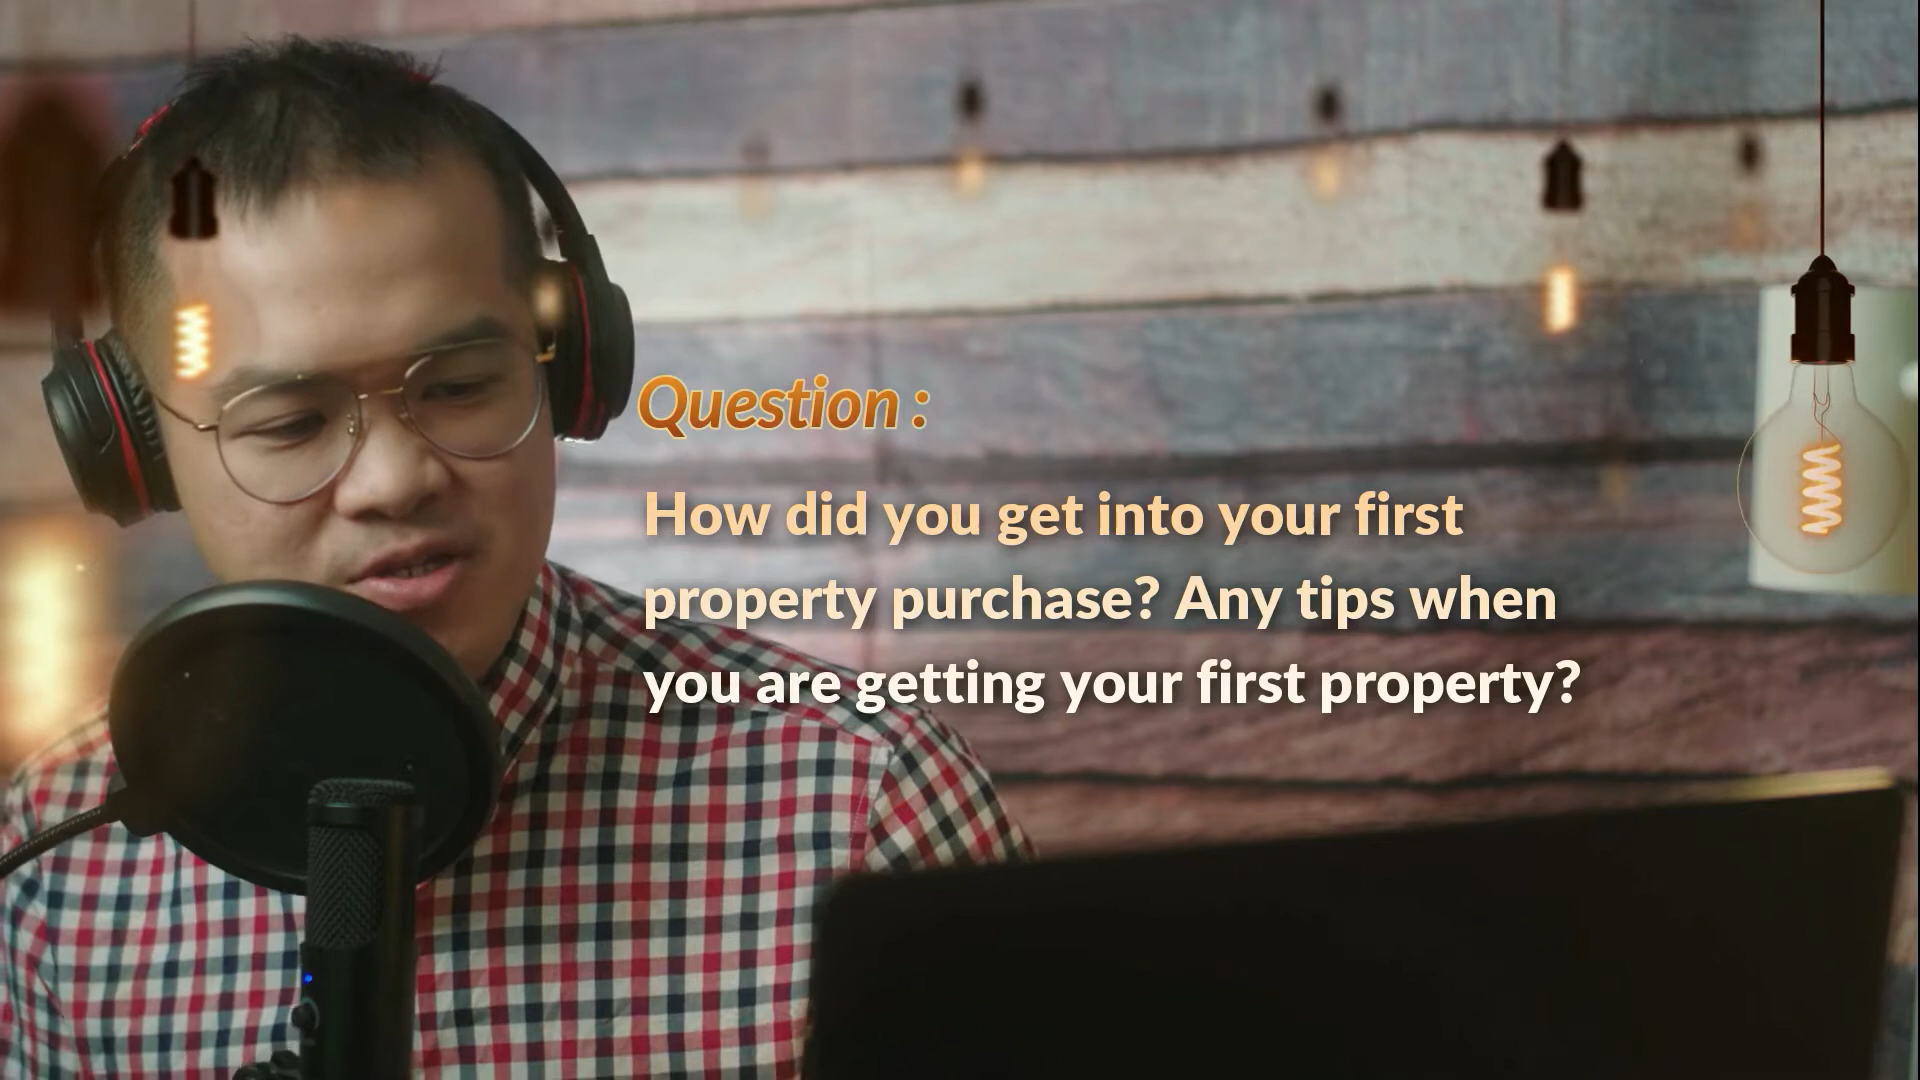 Question :
How did you get into your first
property purchase? Any tips when
you are getting your first property?